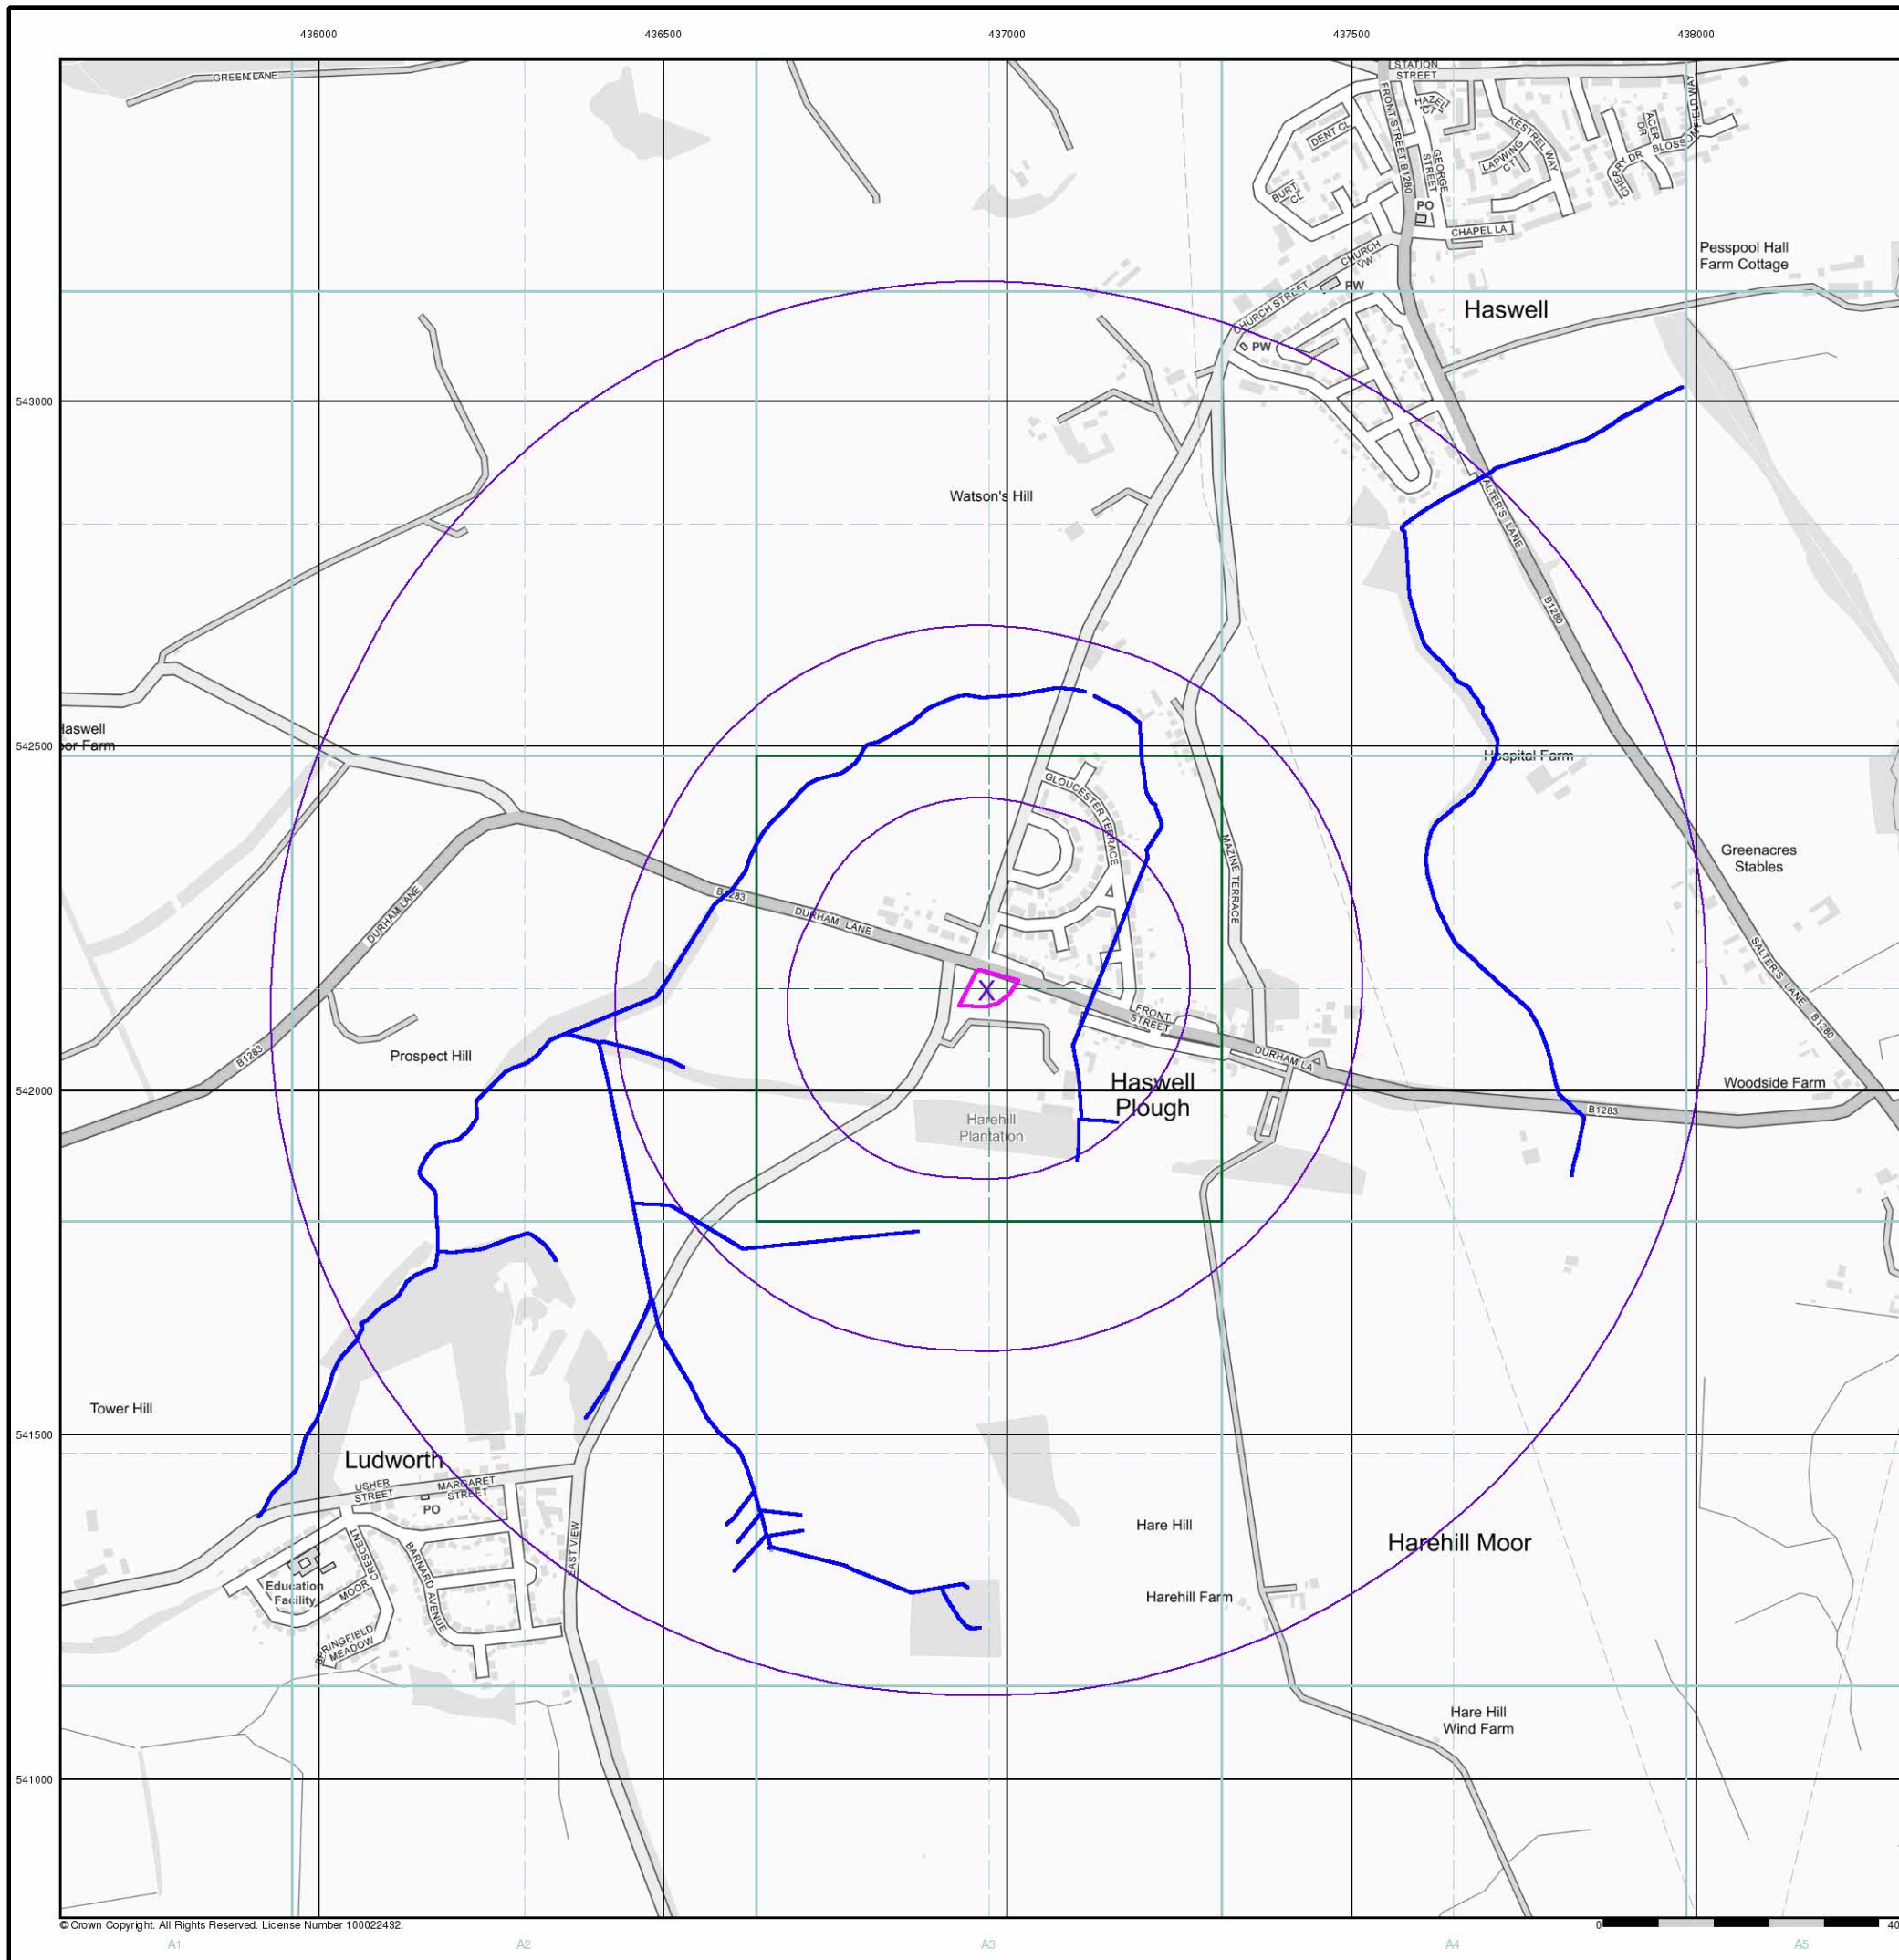 436000
436500
437000
437500
438000
GREEN LANE
STATION
STREET
HAZEL
CT
FRONT STREET B1280
DENT CL
GEORGE
STREET
KESTREL WAY
LAPWING
CT
ACER
DR
BLOSS
CHERRY DR
BURT
CL
PO
CHAPEL LA
CHURCH
VW
Pesspool Hall
Farm Cottage
CHURCH STREET
PW
Haswell
PW
543000
Watson's Hill
ALTER'S LANE
B1280
Haswell
or Farm
542500
Hospital Farm
GLOUCESTER TERRACE
MAZINE TERRACE
Greenacres
Stables
B1283
DURHAM LANE
DURHAM LANE
SALTER'S LANE
X
FRONT
STREET
B1280
B1283
Prospect Hill
DURHAM LA
542000
Haswell
Plough
Woodside Farm
B1283
Harehill
Plantation
Tower Hill
541500
Ludworth
USHER
STREET
MARGARET
STREET
PO
EAST VIEW
Hare Hill
Harehill Moor
CRESCENT
MOOR
BARNARD AVENUE
Education
Facility
Harehill Farm
SPRINGFIELD
MEADOW
Hare Hill
Wind Farm
541000
© Crown Copyright. All Rights Reserved. License Number 100022432.
0
40
A1
A2
A3
A4
A5